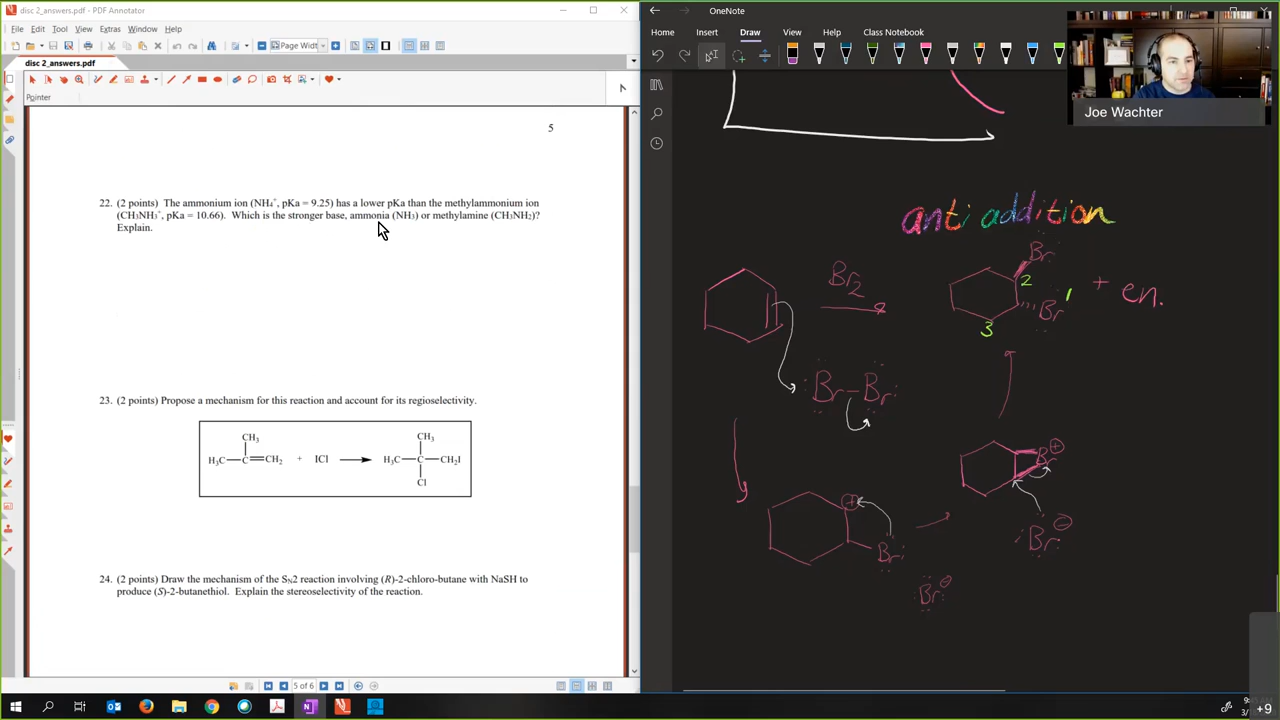 disc 2_answers.pdf - PDF Annotator
File Edit Tool View Extras Window Help
Page Widt
disc 2_answers.pdf
Pointer
5
22. (2 points) The ammonium ion (NH4+, pKa = 9.25) has a lower pKa than the methylammonium ion
(CH3NH3+, pKa = 10.66). Which is the stronger base, ammonia (NH3) or methylamine (CH3NH2)?
Explain.
23. (2 points) Propose a mechanism for this reaction and account for its regioselectivity.
CH3
CH3
H3C—C=CH2 + ICl → H3C—C—CH2I
Cl
24. (2 points) Draw the mechanism of the SN2 reaction involving (R)-2-chloro-butane with NaSH to
produce (S)-2-butanethiol. Explain the stereoselectivity of the reaction.
5 of 6
OneNote
Home Insert Draw View Help Class Notebook
Joe Wachter
anti addition
Br2
Br
2
1
Br
3
+ en.
Br–Br
Br⊕
⊕
Br
Br⊖
Br⊖
+9